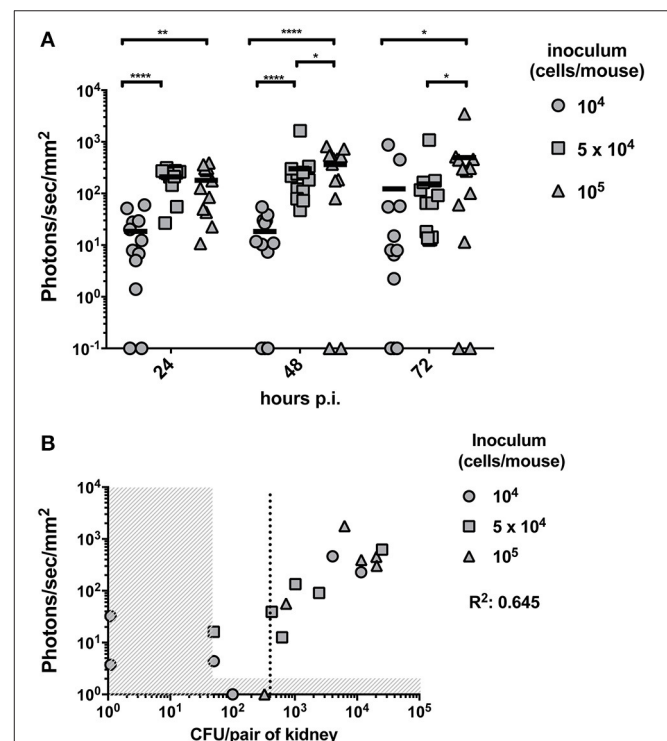 A
** **** *
**** **** * *
inoculum
(cells/mouse)
10⁴
5 x 10⁴
10⁵
Photons/sec/mm²
10⁴
10³
10²
10¹
10⁰
10⁻¹
24 48 72
hours p.i.
B
Inoculum
(cells/mouse)
10⁴
5 x 10⁴
10⁵
R²: 0.645
Photons/sec/mm²
10⁴
10³
10²
10¹
10⁰
10⁰ 10¹ 10² 10³ 10⁴ 10⁵
CFU/pair of kidney